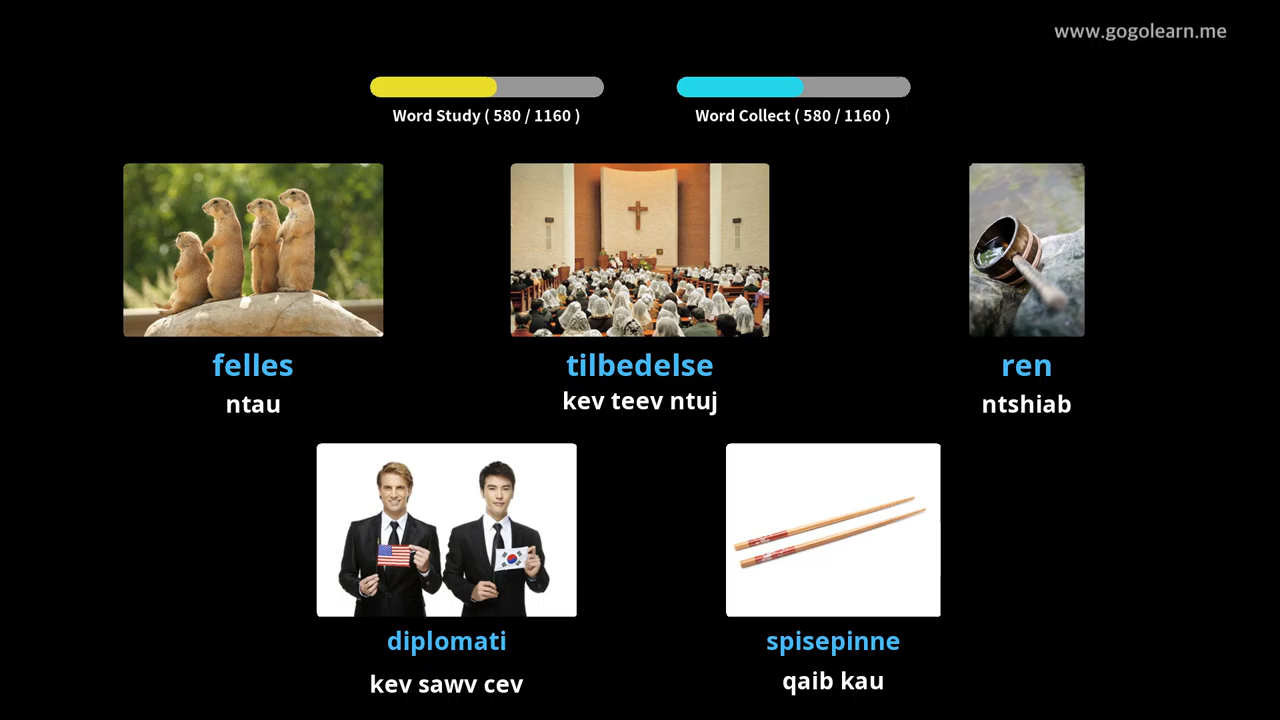 www.gogolearn.me
Word Study ( 580 / 1160 )
Word Collect ( 580 / 1160 )
felles
tilbedelse
ren
ntau
kev teev ntuj
ntshiab
diplomati
spisepinne
kev sawv cev
qaib kau